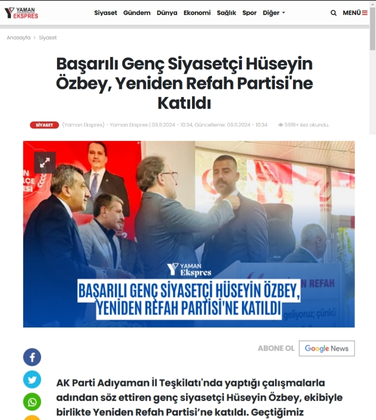 YAMAN
EKSPRES
Siyaset Gündem Dünya Ekonomi Sağlık Spor Diğer
MENÜ
Anasayfa > Siyaset
Başarılı Genç Siyasetçi Hüseyin
Özbey, Yeniden Refah Partisi'ne
Katıldı
SİYASET (Yaman Ekspres) - Yaman Ekspres | 09.11.2024 - 10:34, Güncelleme: 09.11.2024 - 10:34 kez okundu.
YAMAN
Ekspres
BAŞARILI GENÇ SİYASETÇİ HÜSEYİN ÖZBEY,
YENİDEN REFAH PARTİSİ'NE KATILDI
ABONE OL Google News
AK Parti Adıyaman İl Teşkilatı'nda yaptığı çalışmalarla
adından söz ettiren genç siyasetçi Hüseyin Özbey, ekibiyle
birlikte Yeniden Refah Partisi'ne katıldı. Geçtiğimiz